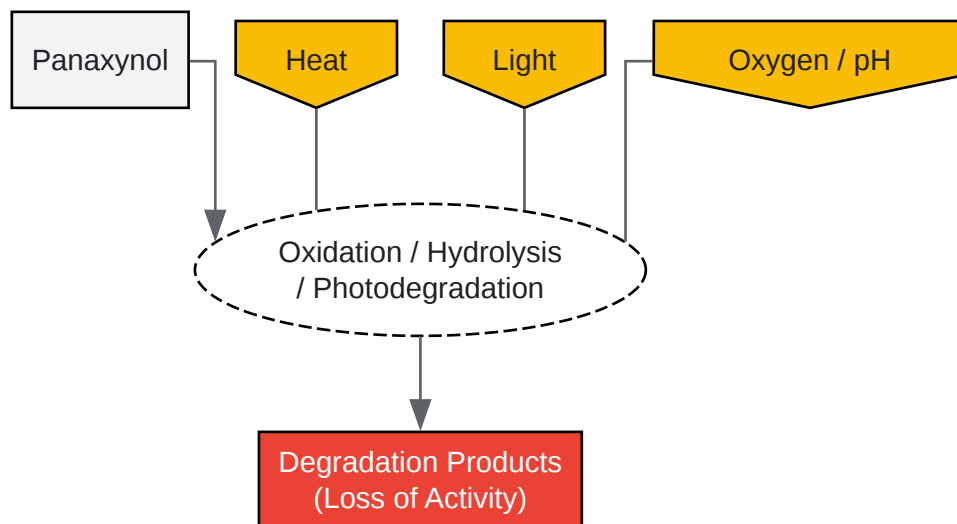 Panaxynol
Heat
Light
Oxygen / pH
Oxidation / Hydrolysis
/ Photodegradation
Degradation Products
(Loss of Activity)